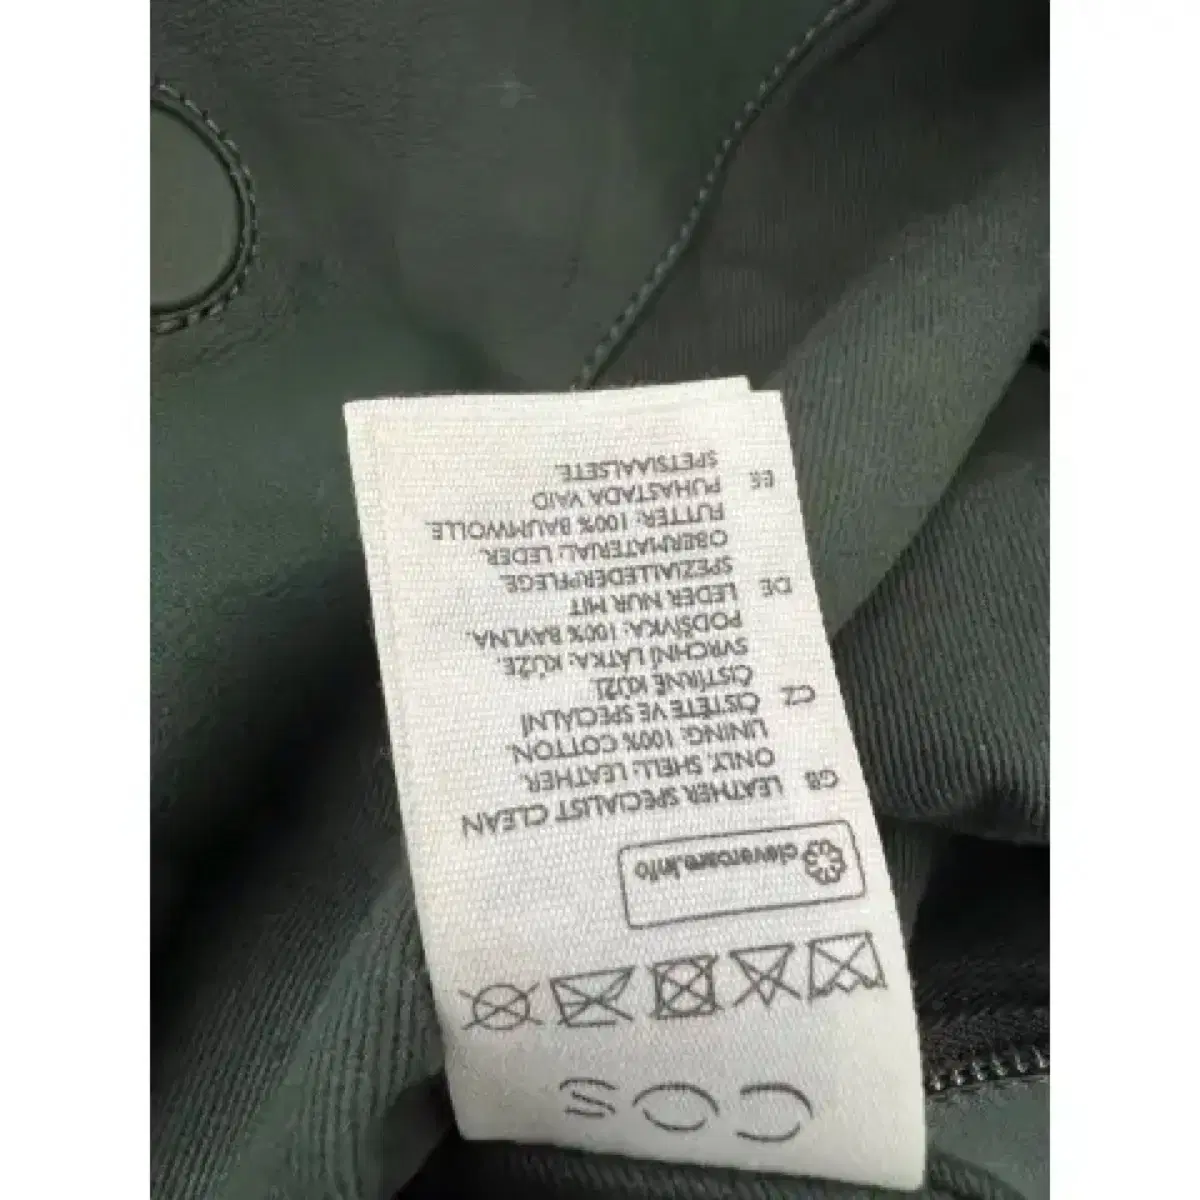 COS
clevercare.info
GB LEATHER SPECIALIST CLEAN
ONLY. SHELL: LEATHER.
LINING: 100% COTTON.
CZ ČISTĚTE VE SPECIÁLNÍ
ČISTÍRNĚ KŮŽÍ.
SVRCHNÍ LÁTKA: KŮŽE.
PODŠÍVKA: 100% BAVLNA.
DE LEDER NUR MIT
SPEZIALLEDERPFLEGE.
OBERMATERIAL: LEDER.
FUTTER: 100% BAUMWOLLE.
EE PUHASTADA VAID
SPETSIAALSETE.